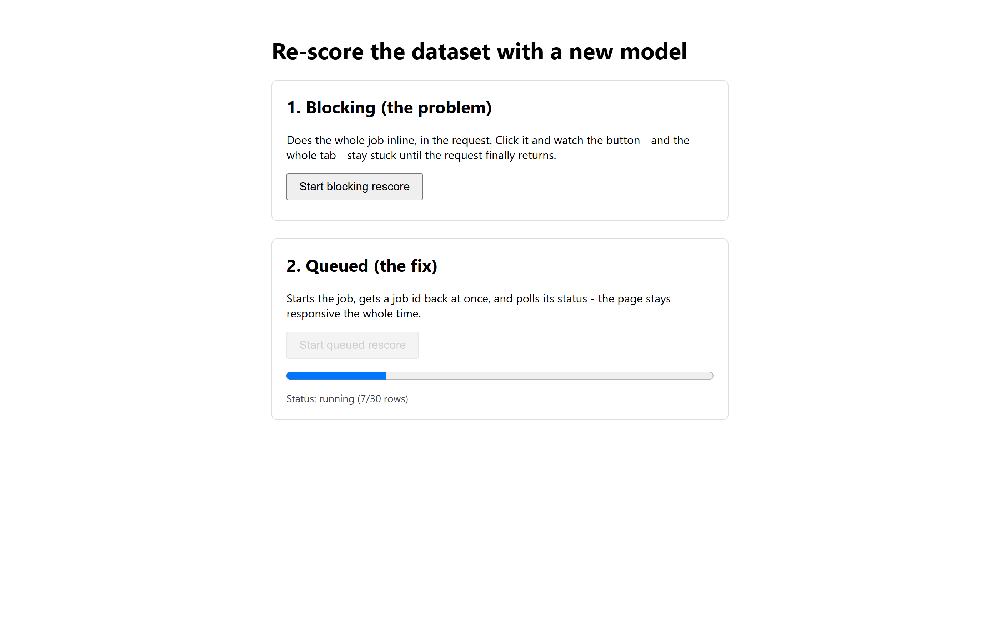 Re-score the dataset with a new model
1. Blocking (the problem)
Does the whole job inline, in the request. Click it and watch the button - and the
whole tab - stay stuck until the request finally returns.
Start blocking rescore
2. Queued (the fix)
Starts the job, gets a job id back at once, and polls its status - the page stays
responsive the whole time.
Start queued rescore
Status: running (7/30 rows)